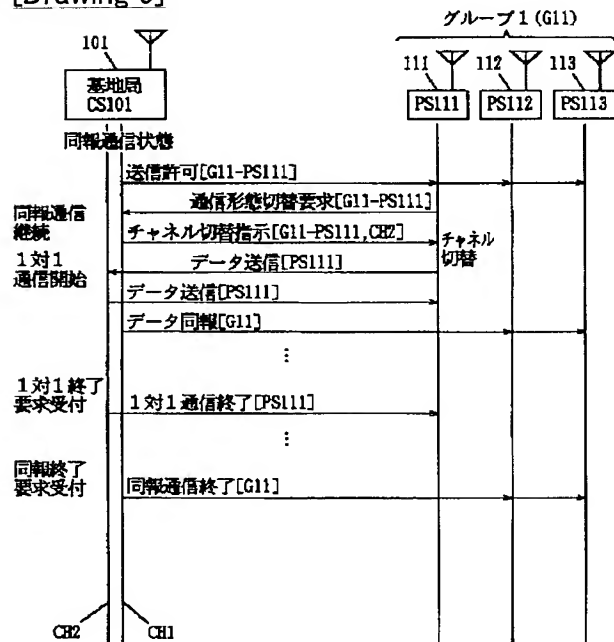 グループ1(G11)
101
111 112 113
基地局
CS101
PS111 PS112 PS113
同報通信状態
送信許可[G11-PS111]
通信形態切替要求[G11-PS111]
同報通信
継続
チャネル切替指示[G11-PS111,CH2]
チャネル
切替
1対1
通信開始
データ送信[PS111]
データ送信[PS111]
データ同報[G11]
⋮
1対1終了
要求受付
1対1通信終了[PS111]
⋮
同報終了
要求受付
同報通信終了[G11]
CH2 CH1